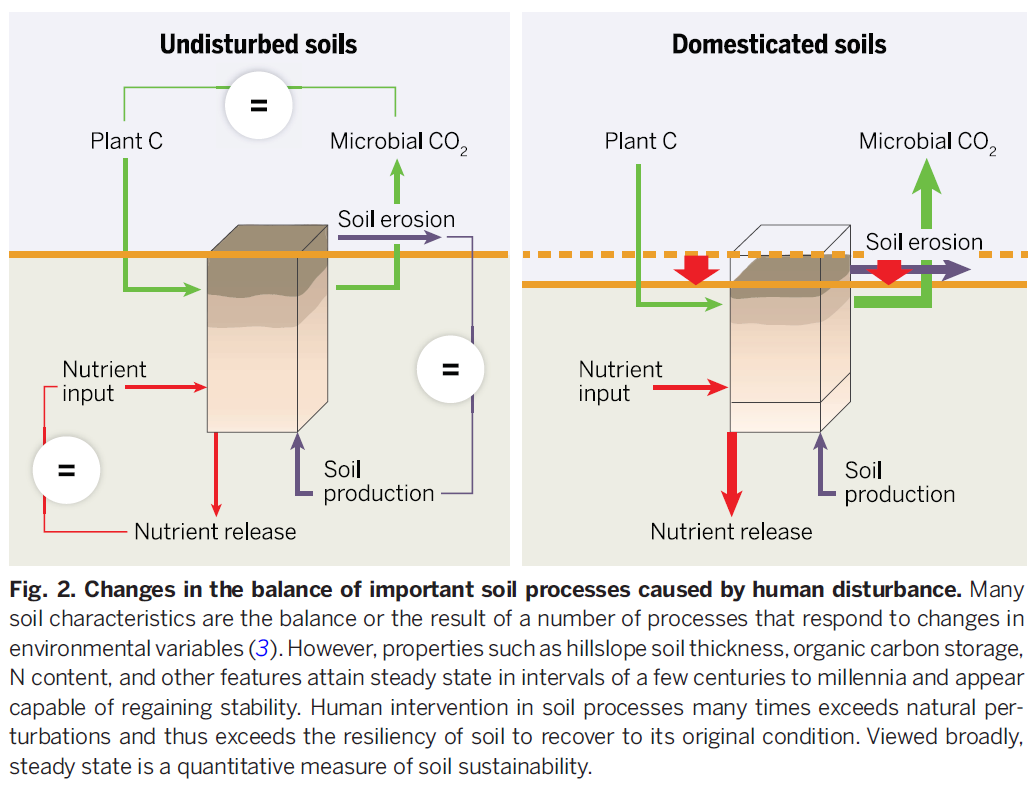 Undisturbed soils
=
Plant C
Microbial CO₂
Soil erosion
=
Nutrient
input
=
Soil
production
Nutrient release
Domesticated soils
Plant C
Microbial CO₂
Soil erosion
Nutrient
input
Soil
production
Nutrient release
Fig. 2. Changes in the balance of important soil processes caused by human disturbance. Many
soil characteristics are the balance or the result of a number of processes that respond to changes in
environmental variables (3). However, properties such as hillslope soil thickness, organic carbon storage,
N content, and other features attain steady state in intervals of a few centuries to millennia and appear
capable of regaining stability. Human intervention in soil processes many times exceeds natural per-
turbations and thus exceeds the resiliency of soil to recover to its original condition. Viewed broadly,
steady state is a quantitative measure of soil sustainability.